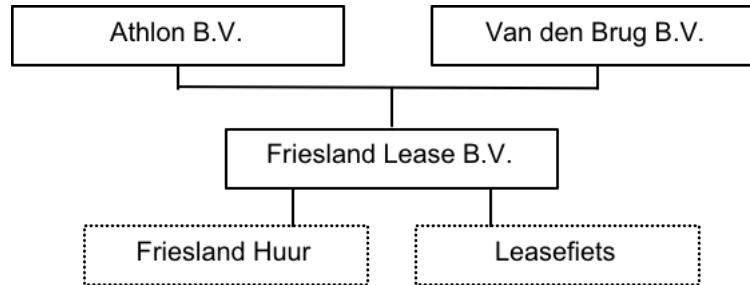 Athlon B.V.
Van den Brug B.V.
Friesland Lease B.V.
Friesland Huur
Leasefiets